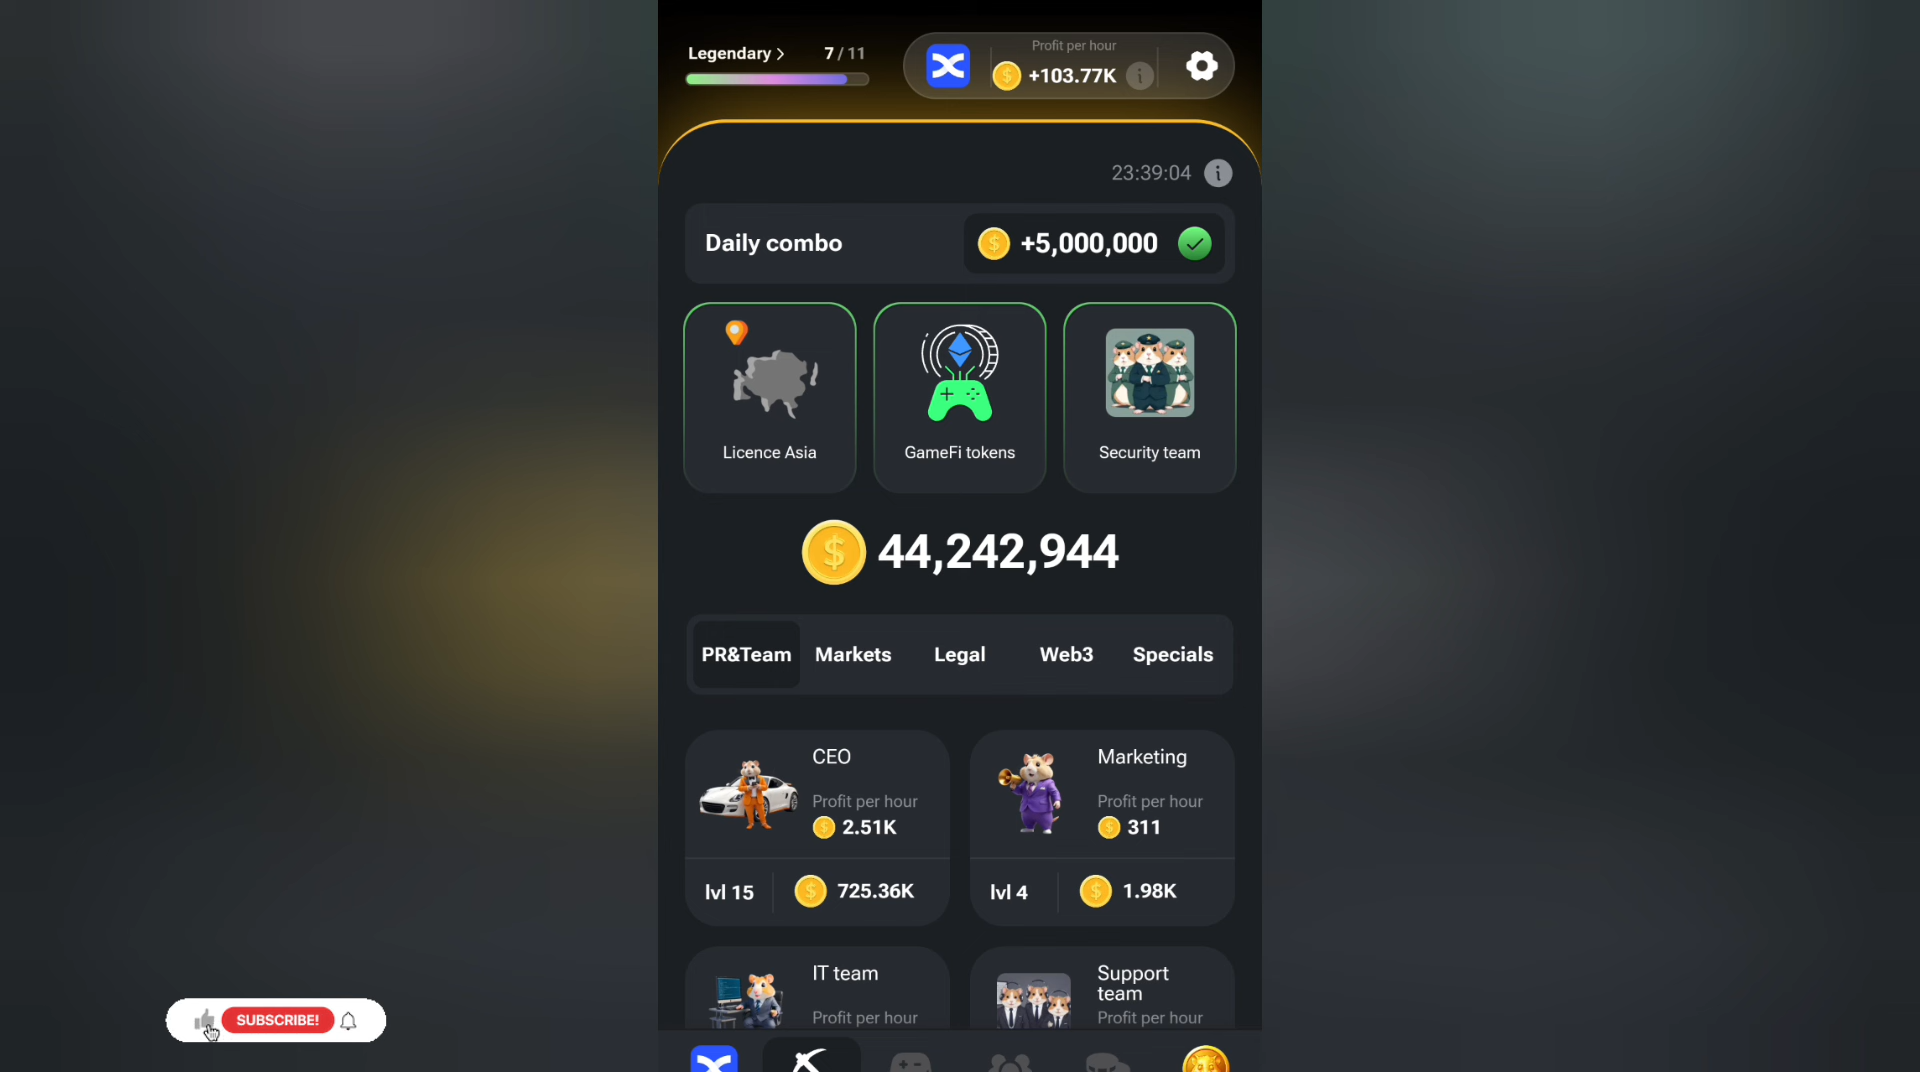 Legendary > 7 / 11
Profit per hour
+103.77K
23:39:04
Daily combo +5,000,000
Licence Asia GameFi tokens Security team
44,242,944
PR&Team Markets Legal Web3 Specials
CEO
Profit per hour
2.51K
lvl 15 725.36K
Marketing
Profit per hour
311
lvl 4 1.98K
IT team
Profit per hour
Support
team
Profit per hour
SUBSCRIBE!